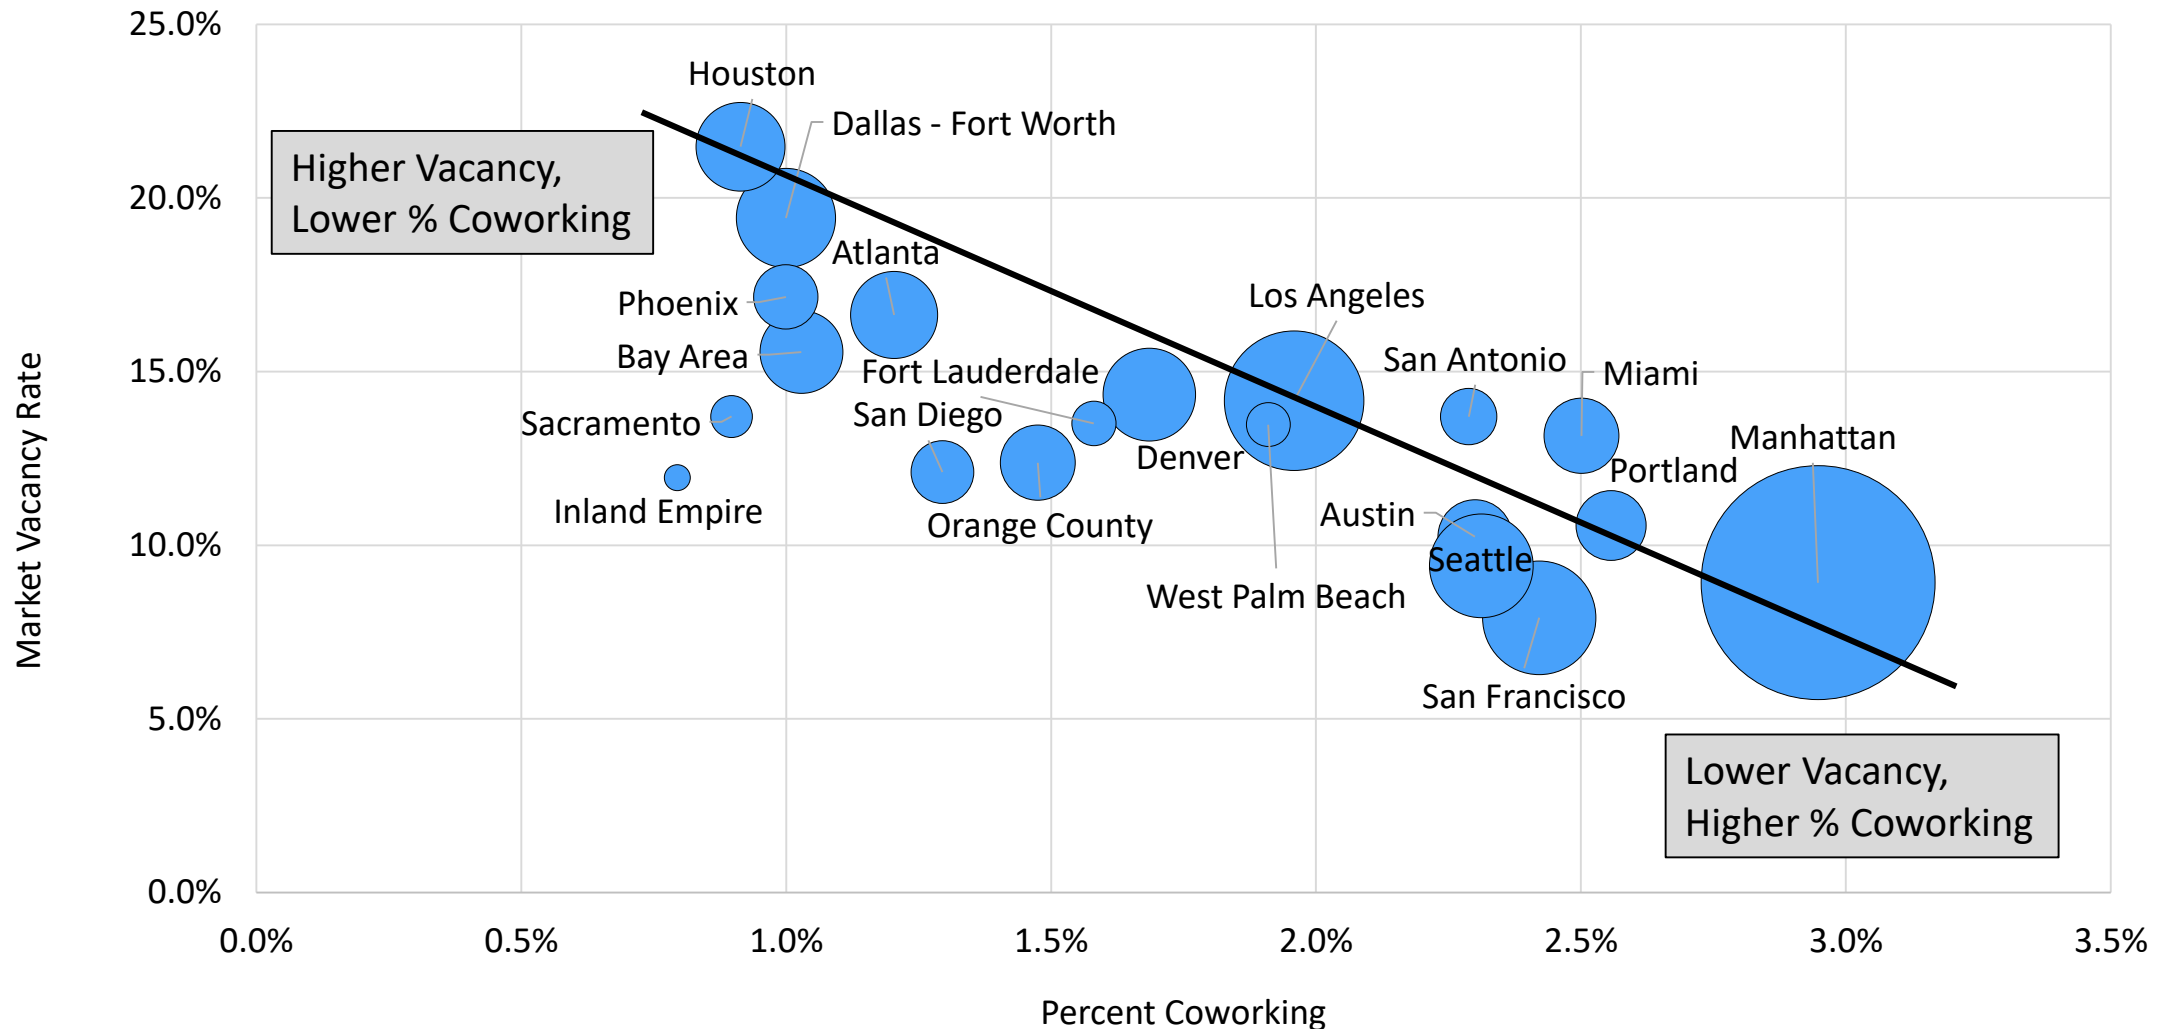 25.0%
20.0%
15.0%
10.0%
5.0%
0.0%
Market Vacancy Rate
Houston
Dallas - Fort Worth
Higher Vacancy,
Lower % Coworking
Atlanta
Phoenix
Los Angeles
Bay Area
San Antonio
Fort Lauderdale
Miami
San Diego
Sacramento
Manhattan
Denver
Portland
Inland Empire
Austin
Orange County
Seattle
West Palm Beach
San Francisco
Lower Vacancy,
Higher % Coworking
0.0%
0.5%
1.0%
1.5%
2.0%
2.5%
3.0%
3.5%
Percent Coworking